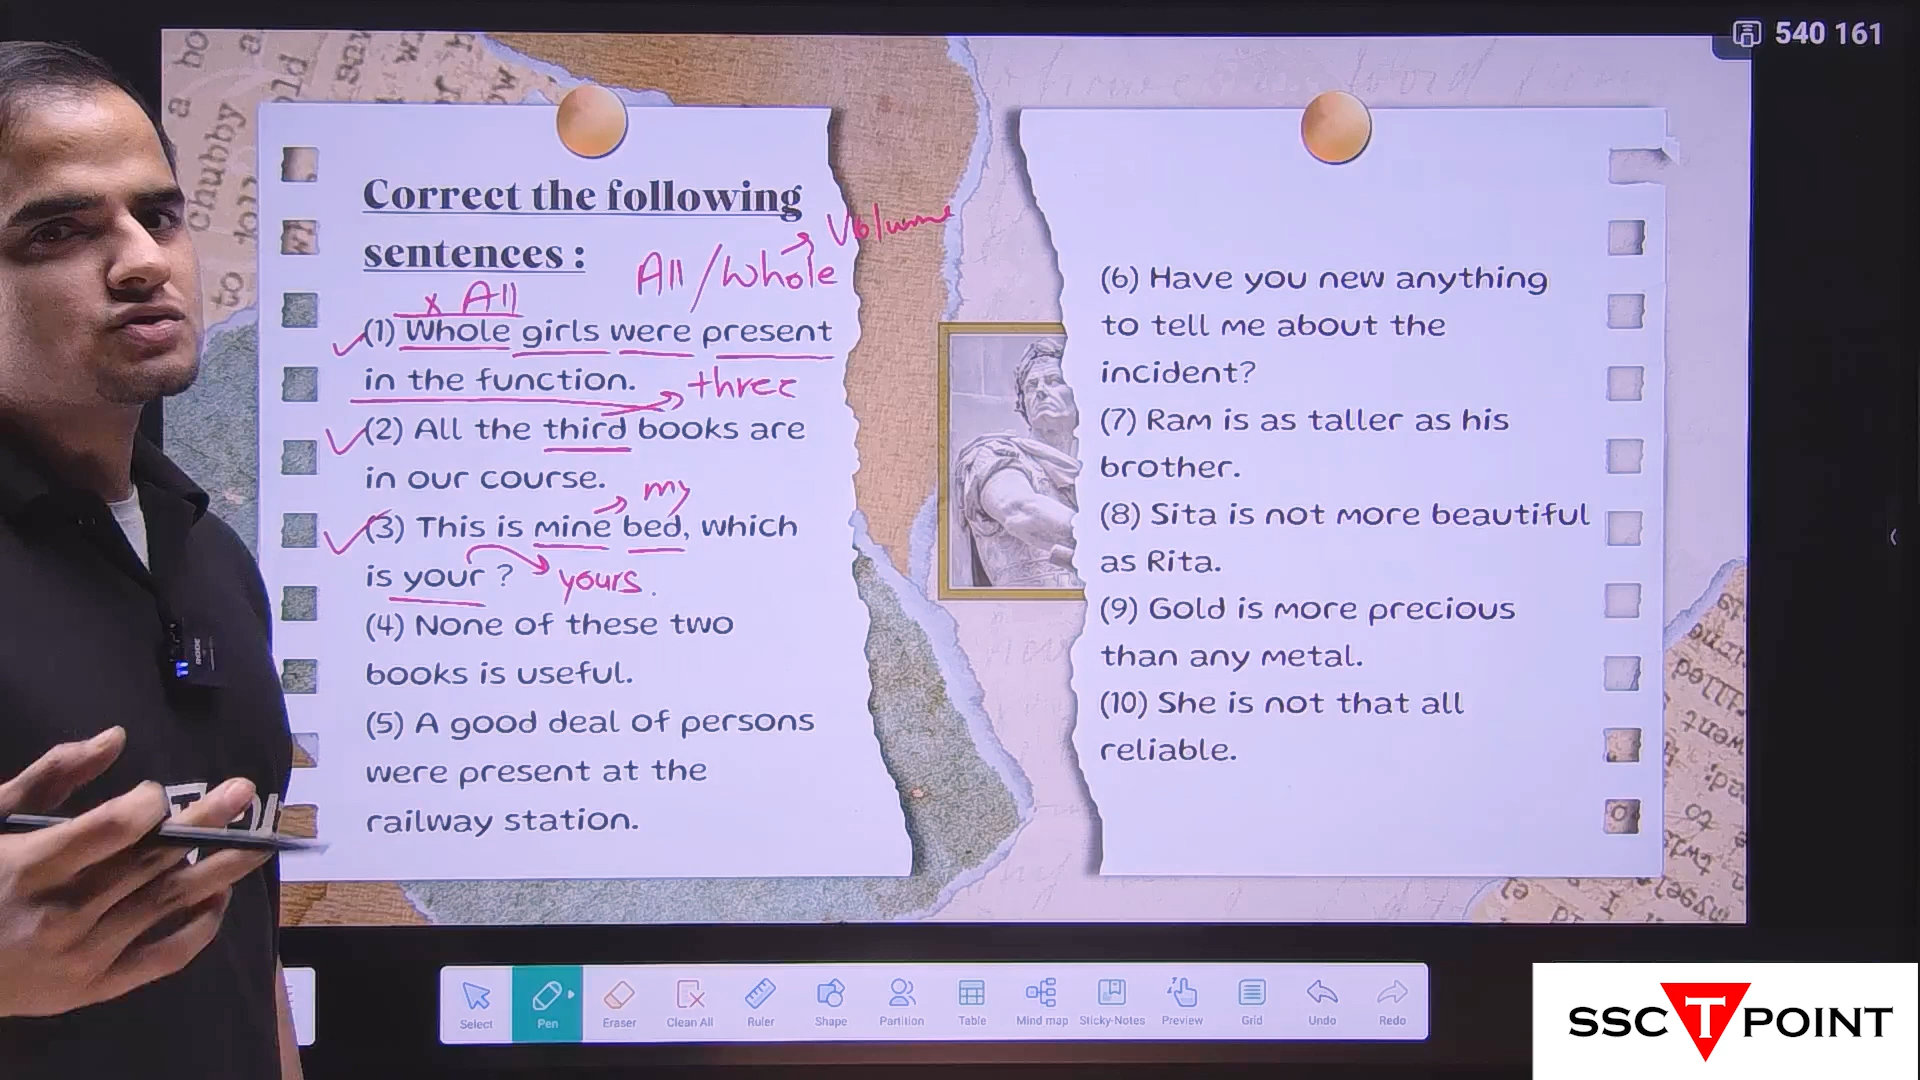 540 161
Correct the following
sentences :
All / Whole → Volume
x All
(1) Whole girls were present
in the function.
three
(2) All the third books are
in our course.
my
(3) This is mine bed, which
is your ?
yours.
(4) None of these two
books is useful.
(5) A good deal of persons
were present at the
railway station.
(6) Have you new anything
to tell me about the
incident?
(7) Ram is as taller as his
brother.
(8) Sita is not more beautiful
as Rita.
(9) Gold is more precious
than any metal.
(10) She is not that all
reliable.
Select
Pen
Eraser
Clean All
Ruler
Shape
Partition
Table
Mind map
Sticky-Notes
Preview
Grid
Undo
Redo
SSC T POINT
chubby
RODE